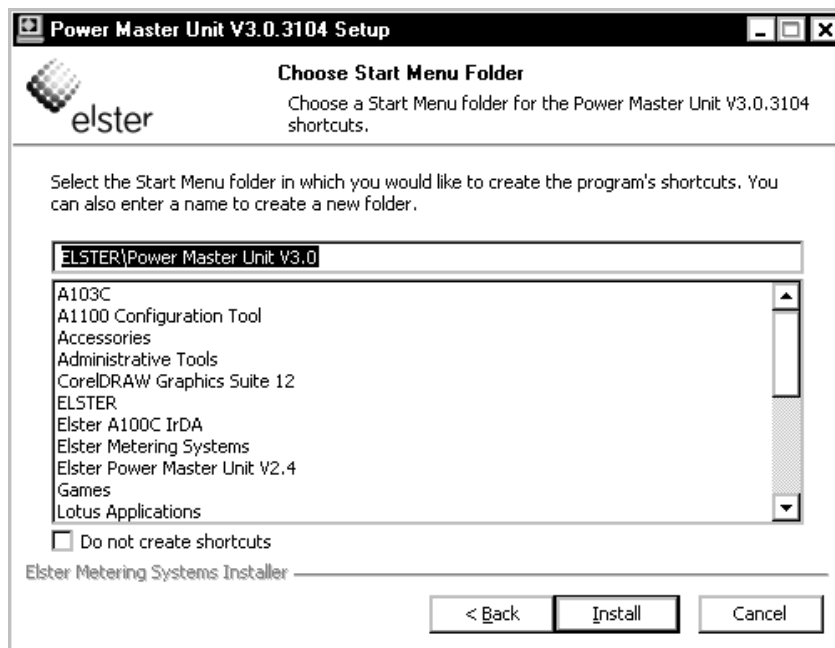 Power Master Unit V3.0.3104 Setup
elster
Choose Start Menu Folder
Choose a Start Menu folder for the Power Master Unit V3.0.3104
shortcuts.
Select the Start Menu folder in which you would like to create the program's shortcuts. You
can also enter a name to create a new folder.
ELSTER\Power Master Unit V3.0
A103C
A1100 Configuration Tool
Accessories
Administrative Tools
CorelDRAW Graphics Suite 12
ELSTER
Elster A100C IrDA
Elster Metering Systems
Elster Power Master Unit V2.4
Games
Lotus Applications
Do not create shortcuts
Elster Metering Systems Installer
< Back
Install
Cancel